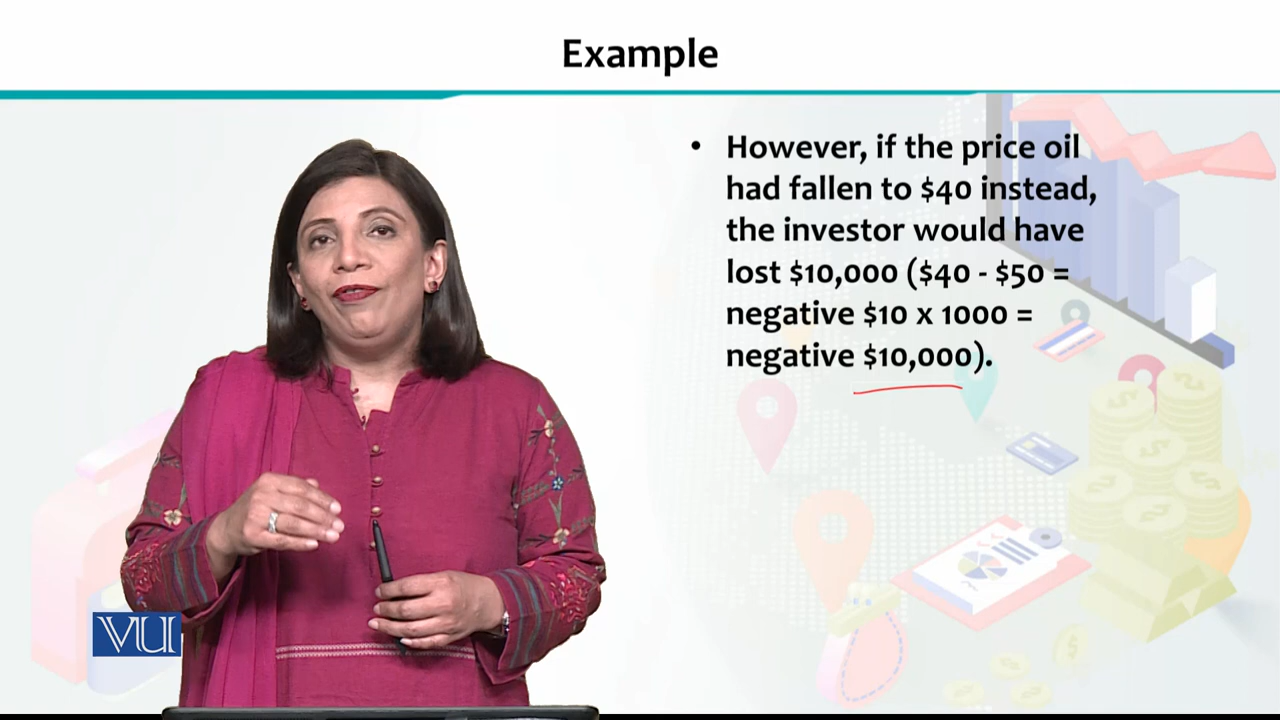 Example
• However, if the price oil
had fallen to $40 instead,
the investor would have
lost $10,000 ($40 - $50 =
negative $10 x 1000 =
negative $10,000).
VU